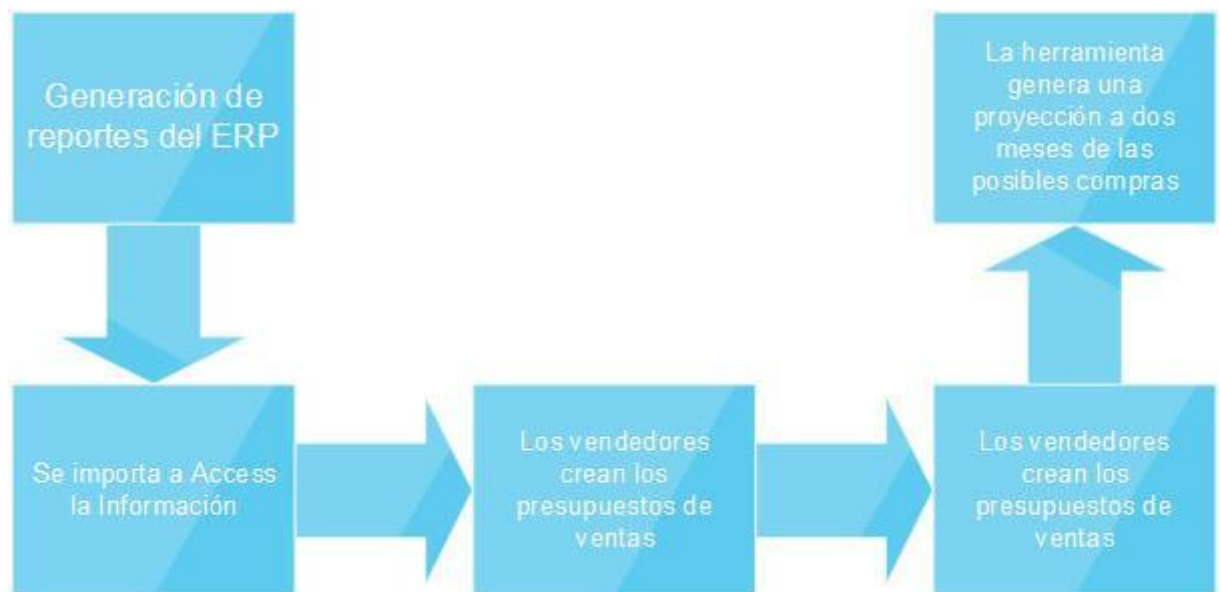 Generación de
reportes del ERP
Se importa a Access
la Información
Los vendedores
crean los
presupuestos de
ventas
Los vendedores
crean los
presupuestos de
ventas
La herramienta
genera una
proyección a dos
meses de las
posibles compras